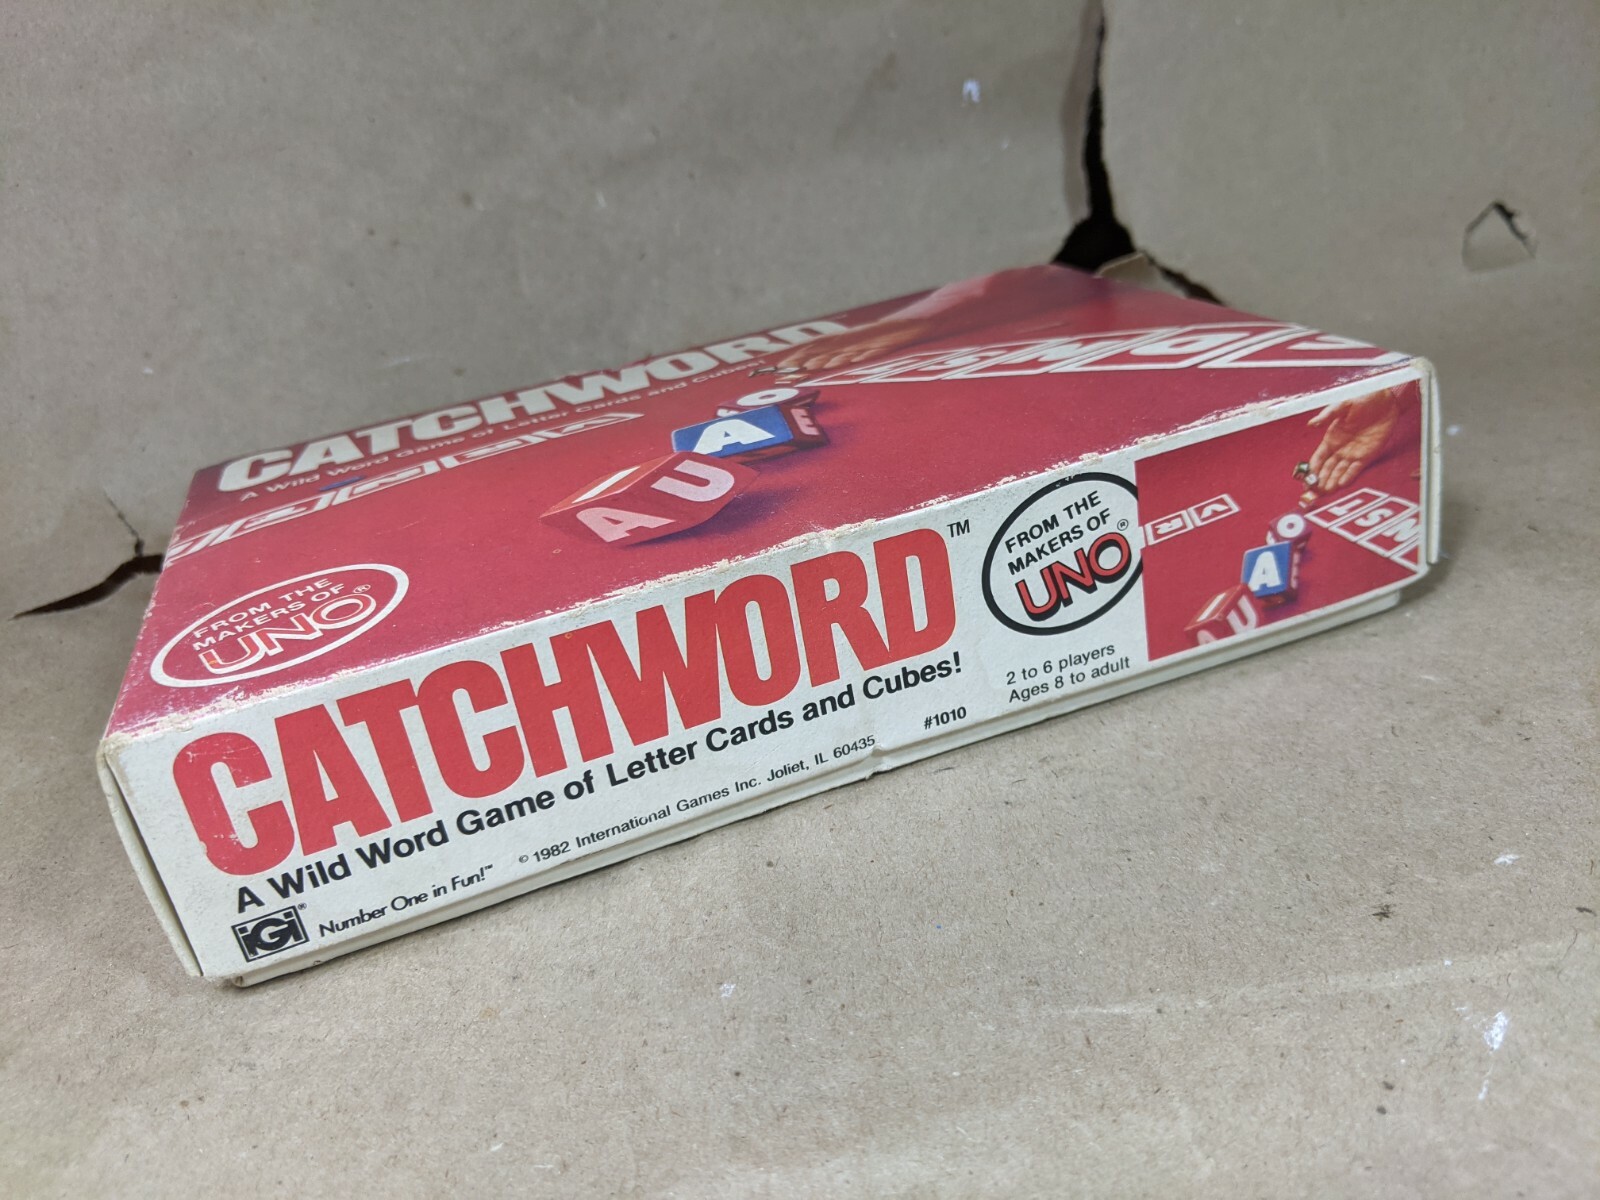 CATCHWORD
A Wild Word Game of Letter Cards and Cubes!
A
O
E
A
U
FROM THE
MAKERS OF
UNO®
CATCHWORD™
A Wild Word Game of Letter Cards and Cubes!
iGi® Number One in Fun!™ © 1982 International Games Inc. Joliet, IL 60435 #1010
FROM THE
MAKERS OF
UNO®
2 to 6 players
Ages 8 to adult
R V
T S M
O
A
A U